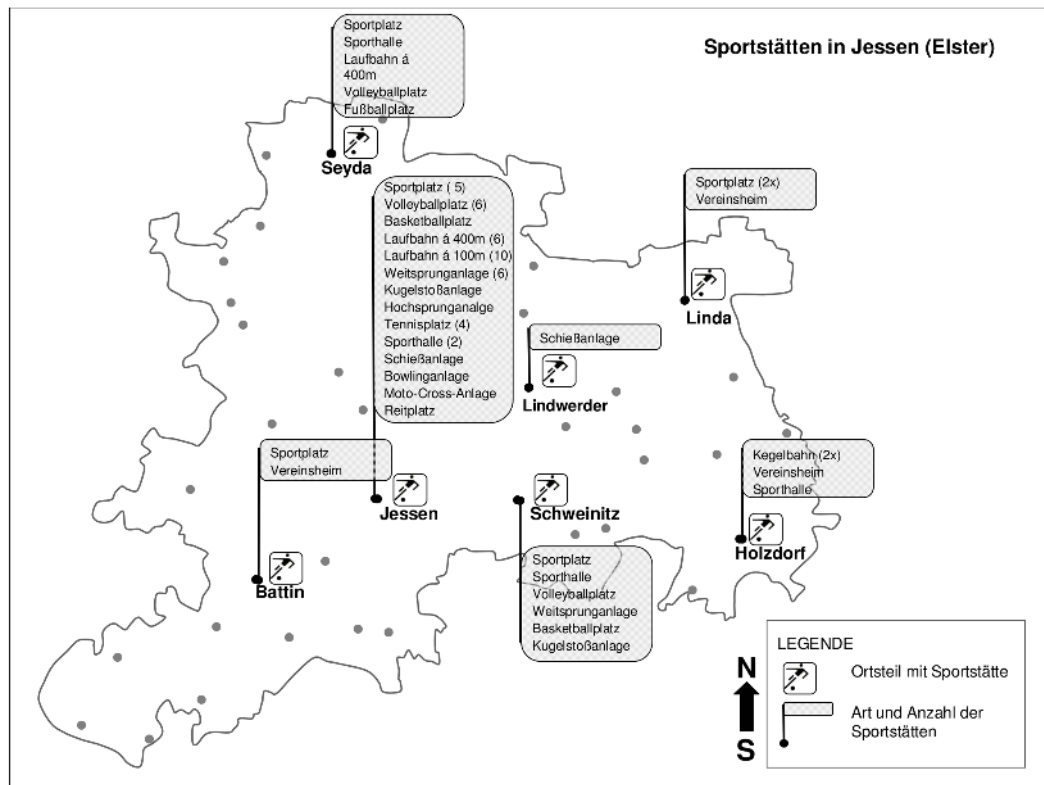 Sportstätten in Jessen (Elster)
Sportplatz
Sporthalle
Laufbahn á
400m
Volleyballplatz
Fußballplatz
Seyda
Sportplatz ( 5)
Volleyballplatz (6)
Basketballplatz
Laufbahn á 400m (6)
Laufbahn á 100m (10)
Weitsprunganlage (6)
Kugelstoßanlage
Hochsprunganalge
Tennisplatz (4)
Sporthalle (2)
Schießanlage
Bowlinganlage
Moto-Cross-Anlage
Reitplatz
Jessen
Sportplatz (2x)
Vereinsheim
Linda
Schießanlage
Lindwerder
Sportplatz
Vereinsheim
Battin
Schweinitz
Sportplatz
Sporthalle
Volleyballplatz
Weitsprunganlage
Basketballplatz
Kugelstoßanlage
Kegelbahn (2x)
Vereinsheim
Sporthalle
Holzdorf
N
S
LEGENDE
Ortsteil mit Sportstätte
Art und Anzahl der
Sportstätten